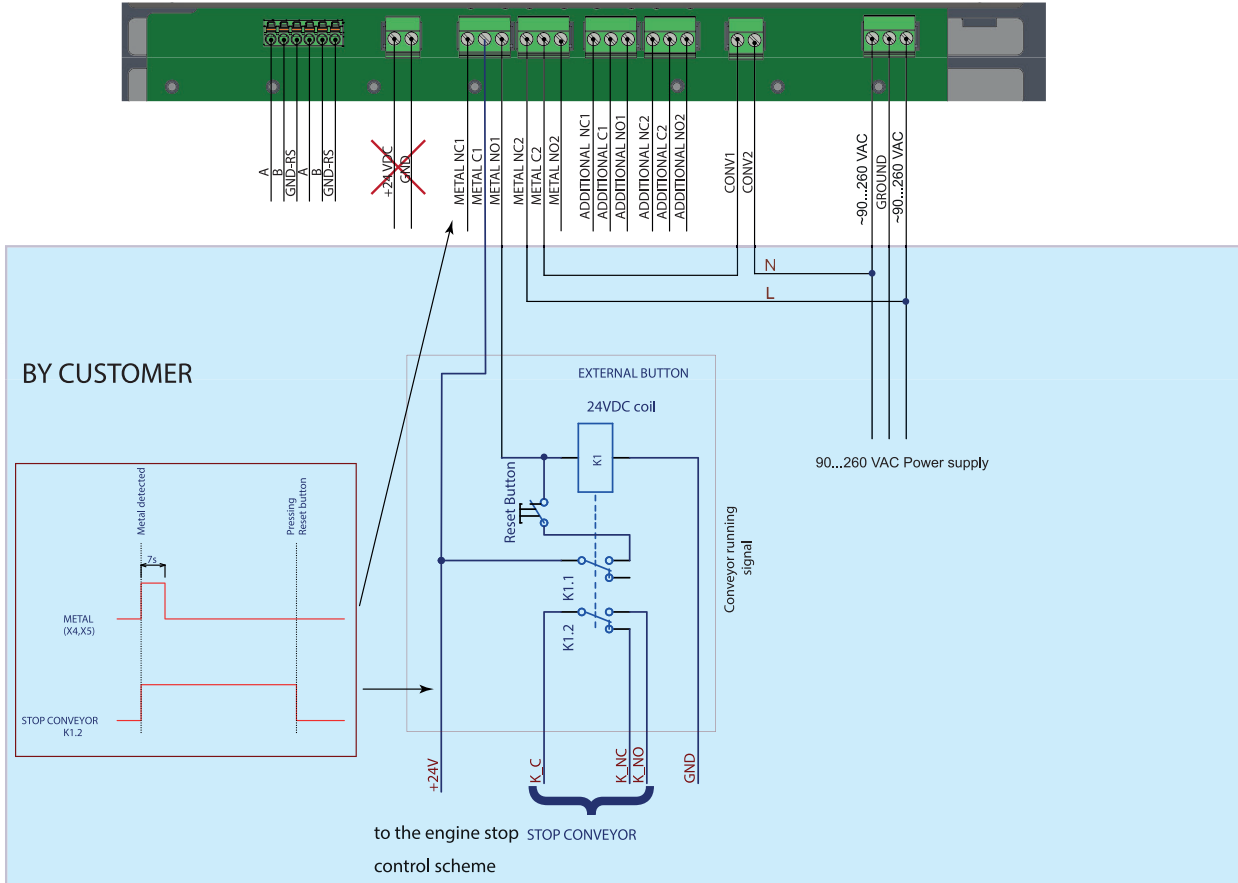 A
B
GND-RS
A
B
GND-RS
+24 VDC
GND
METAL NC1
METAL C1
METAL NO1
METAL NC2
METAL C2
METAL NO2
ADDITIONAL NC1
ADDITIONAL C1
ADDITIONAL NO1
ADDITIONAL NC2
ADDITIONAL C2
ADDITIONAL NO2
CONV1
CONV2
~90...260 VAC
GROUND
~90...260 VAC
N
L
BY CUSTOMER
EXTERNAL BUTTON
24VDC coil
K1
Reset Button
K1.1
K1.2
Conveyor running
signal
90...260 VAC Power supply
Metal detected
Pressing
Reset button
7s
METAL
(X4,X5)
STOP CONVEYOR
K1.2
+24V
K_C
K_NC
K_NO
GND
to the engine stop
control scheme
STOP CONVEYOR